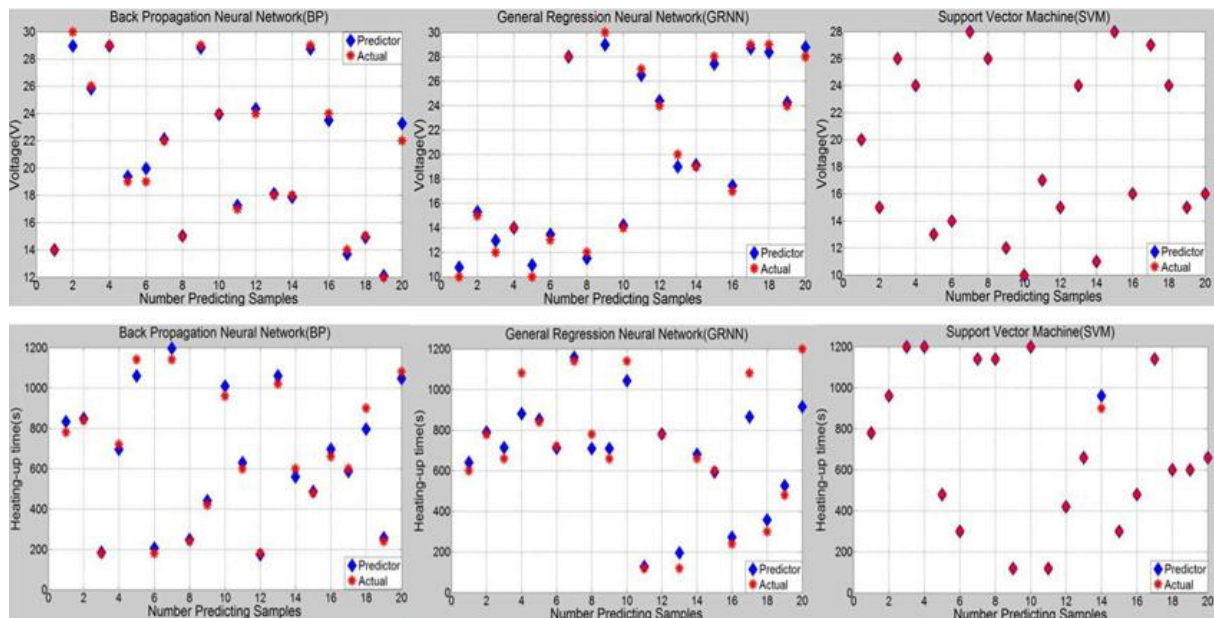 Back Propagation Neural Network(BP)
General Regression Neural Network(GRNN)
Support Vector Machine(SVM)
Voltage(V)
30
28
26
24
22
20
18
16
14
12
0 2 4 6 8 10 12 14 16 18 20
Number Predicting Samples
Predictor
Actual
Voltage(V)
30
28
26
24
22
20
18
16
14
12
10
0 2 4 6 8 10 12 14 16 18 20
Number Predicting Samples
Predictor
Actual
Voltage(V)
28
26
24
22
20
18
16
14
12
10
0 2 4 6 8 10 12 14 16 18 20
Number Predicting Samples
Predictor
Actual
Back Propagation Neural Network(BP)
General Regression Neural Network(GRNN)
Support Vector Machine(SVM)
Heating-up time(s)
1200
1000
800
600
400
200
0
0 2 4 6 8 10 12 14 16 18 20
Number Predicting Samples
Predictor
Actual
Heating-up time(s)
1200
1000
800
600
400
200
0
0 2 4 6 8 10 12 14 16 18 20
Number Predicting Samples
Predictor
Actual
Heating-up time(s)
1200
1000
800
600
400
200
0
0 2 4 6 8 10 12 14 16 18 20
Number Predicting Samples
Predictor
Actual